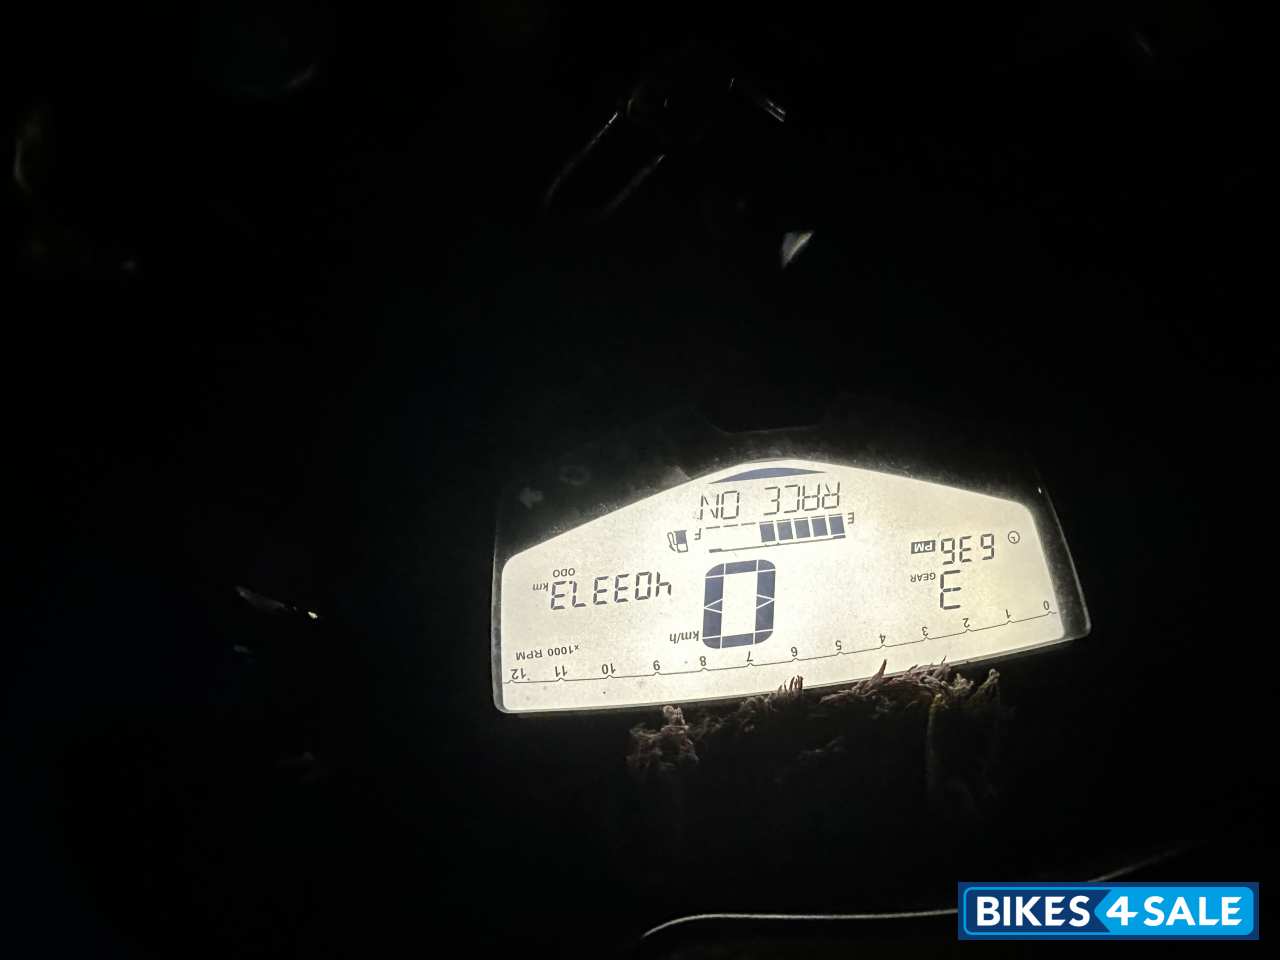 0 1 2 3 4 5 6 7 8 9 10 11 12
x1000 RPM
GEAR 3
0 km/h
403373 km
ODO
6:36 PM
E F
RACE ON
BIKES4SALE